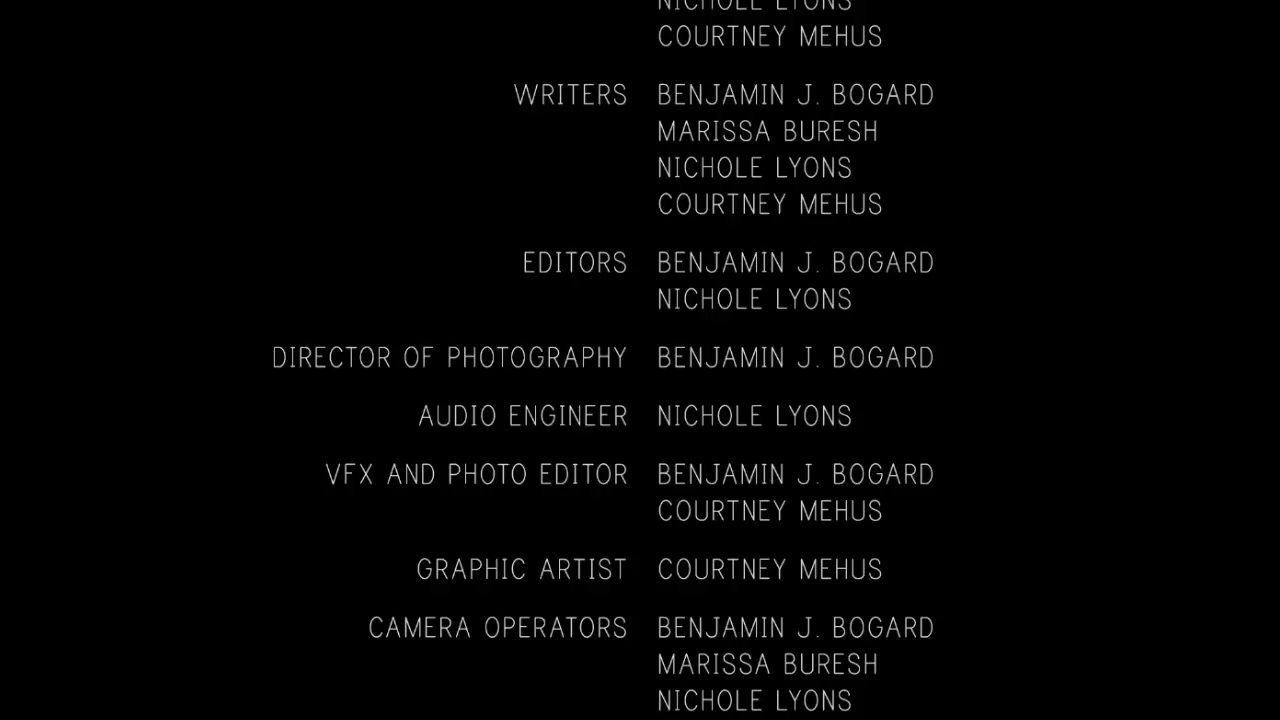 NICHOLE LYONS
COURTNEY MEHUS
WRITERS BENJAMIN J. BOGARD
MARISSA BURESH
NICHOLE LYONS
COURTNEY MEHUS
EDITORS BENJAMIN J. BOGARD
NICHOLE LYONS
DIRECTOR OF PHOTOGRAPHY BENJAMIN J. BOGARD
AUDIO ENGINEER NICHOLE LYONS
VFX AND PHOTO EDITOR BENJAMIN J. BOGARD
COURTNEY MEHUS
GRAPHIC ARTIST COURTNEY MEHUS
CAMERA OPERATORS BENJAMIN J. BOGARD
MARISSA BURESH
NICHOLE LYONS